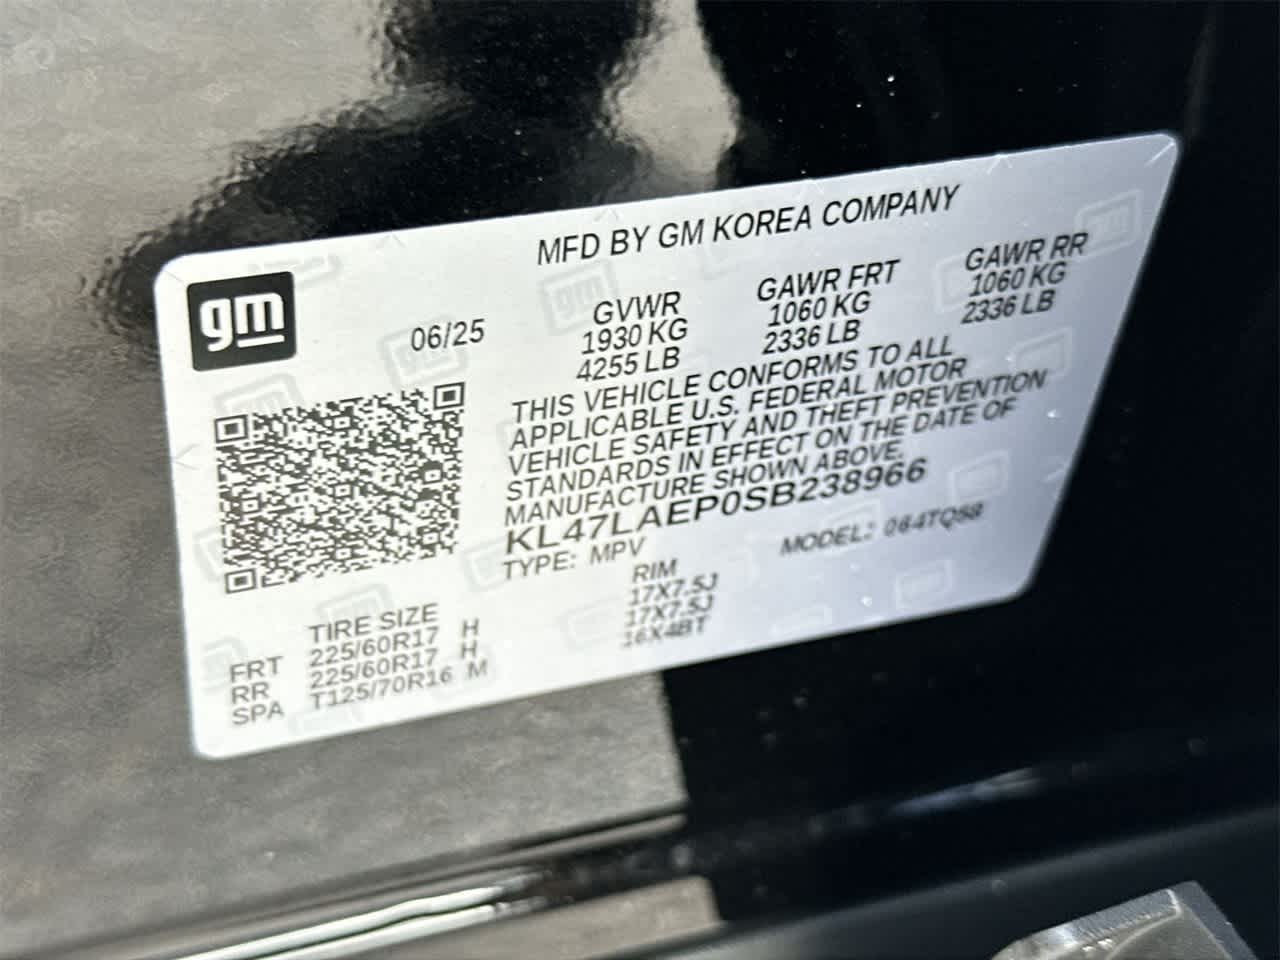 MFD BY GM KOREA COMPANY
gm
06/25
GVWR GAWR FRT GAWR RR
1930 KG 1060 KG 1060 KG
4255 LB 2336 LB 2336 LB
THIS VEHICLE CONFORMS TO ALL
APPLICABLE U.S. FEDERAL MOTOR
VEHICLE SAFETY AND THEFT PREVENTION
STANDARDS IN EFFECT ON THE DATE OF
MANUFACTURE SHOWN ABOVE.
KL47LAEP0SB238966
TYPE: MPV MODEL:
TIRE SIZE RIM
FRT 225/60R17 H 17X7.5J
RR 225/60R17 H 17X7.5J
SPA T125/70R16 M 16X4BT